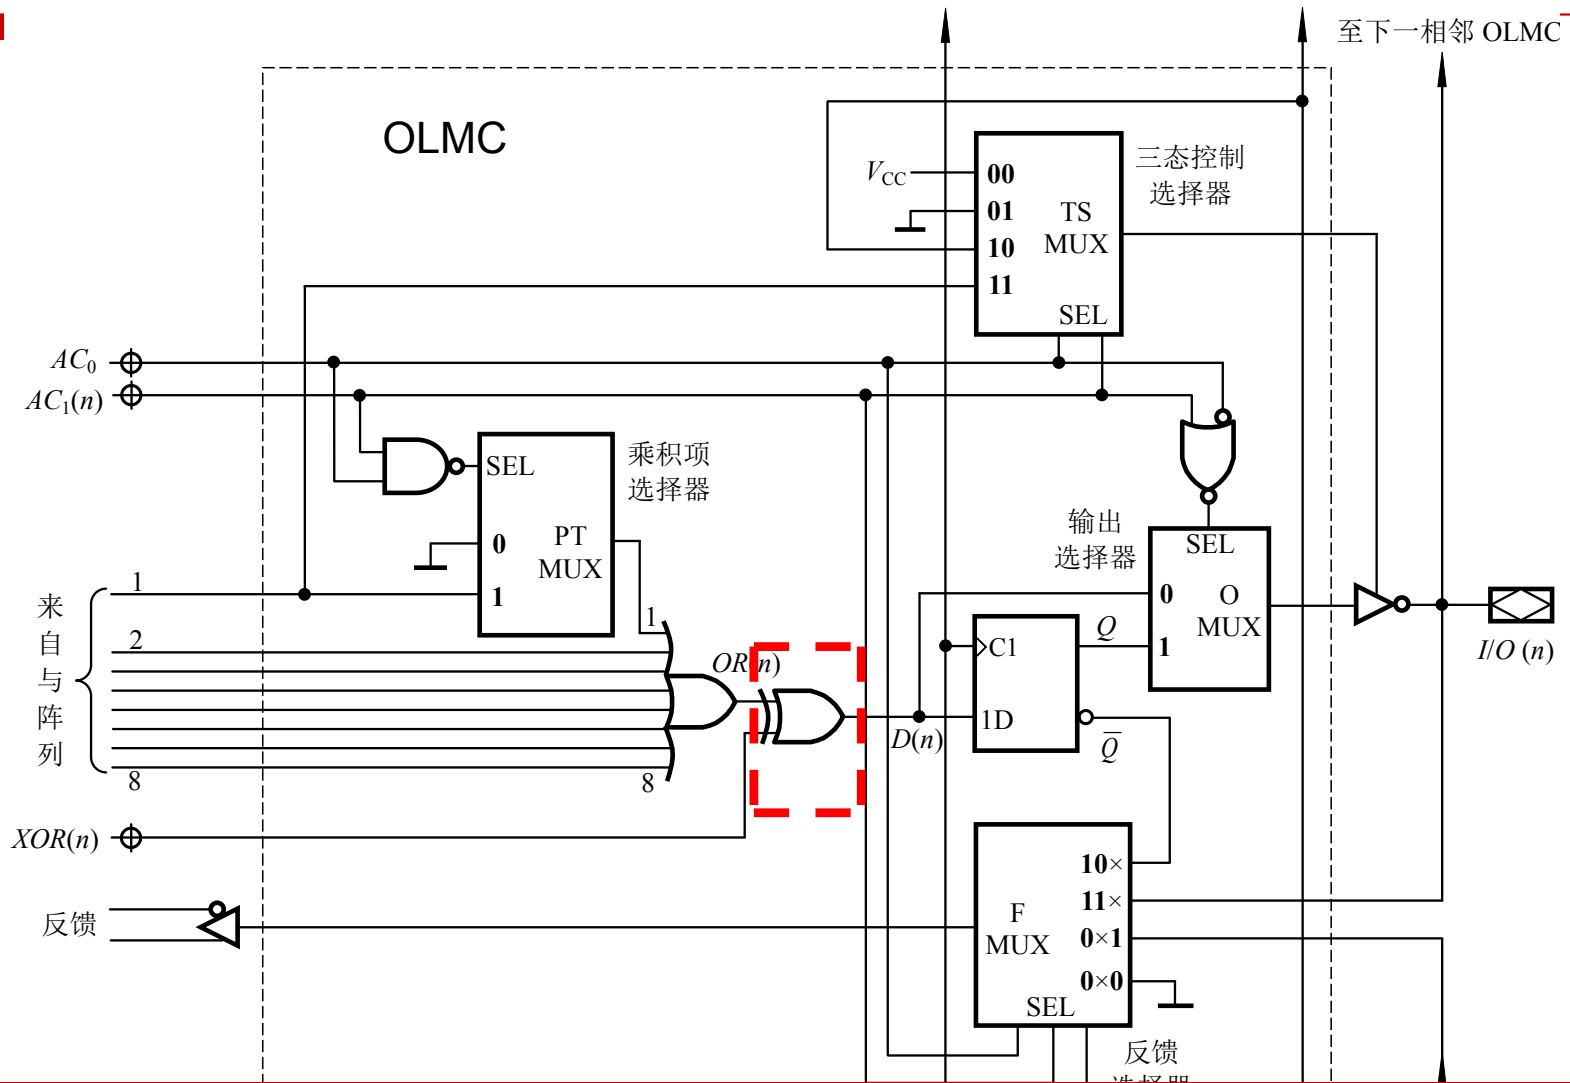 至下一相邻 OLMC
OLMC
三态控制
选择器
VCC
00
01
TS
10
MUX
11
SEL
AC0
AC1(n)
SEL
乘积项
选择器
PT
MUX
0
1
输出
选择器
SEL
0
O
MUX
1
来
自
与
阵
列
1
2
8
1
8
OR(n)
C1
Q
1D
Q̅
D(n)
I/O (n)
XOR(n)
反馈
10×
11×
F
MUX
0×1
0×0
SEL
反馈